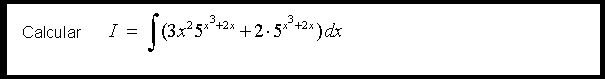 Calcular I = ∫(3x²5^{x³+2x} + 2·5^{x³+2x})dx